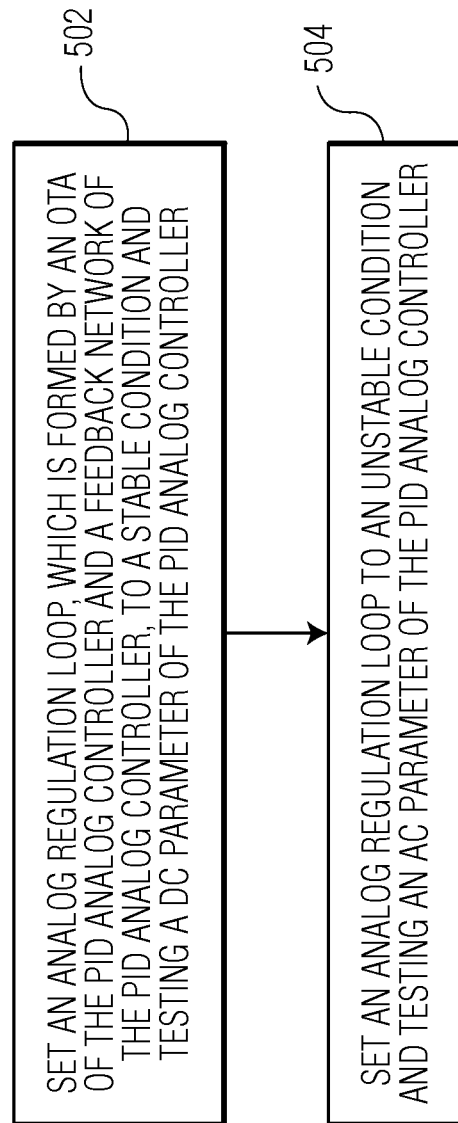 SET AN ANALOG REGULATION LOOP, WHICH IS FORMED BY AN OTA
OF THE PID ANALOG CONTROLLER AND A FEEDBACK NETWORK OF
THE PID ANALOG CONTROLLER, TO A STABLE CONDITION AND
TESTING A DC PARAMETER OF THE PID ANALOG CONTROLLER
502
SET AN ANALOG REGULATION LOOP TO AN UNSTABLE CONDITION
AND TESTING AN AC PARAMETER OF THE PID ANALOG CONTROLLER
504